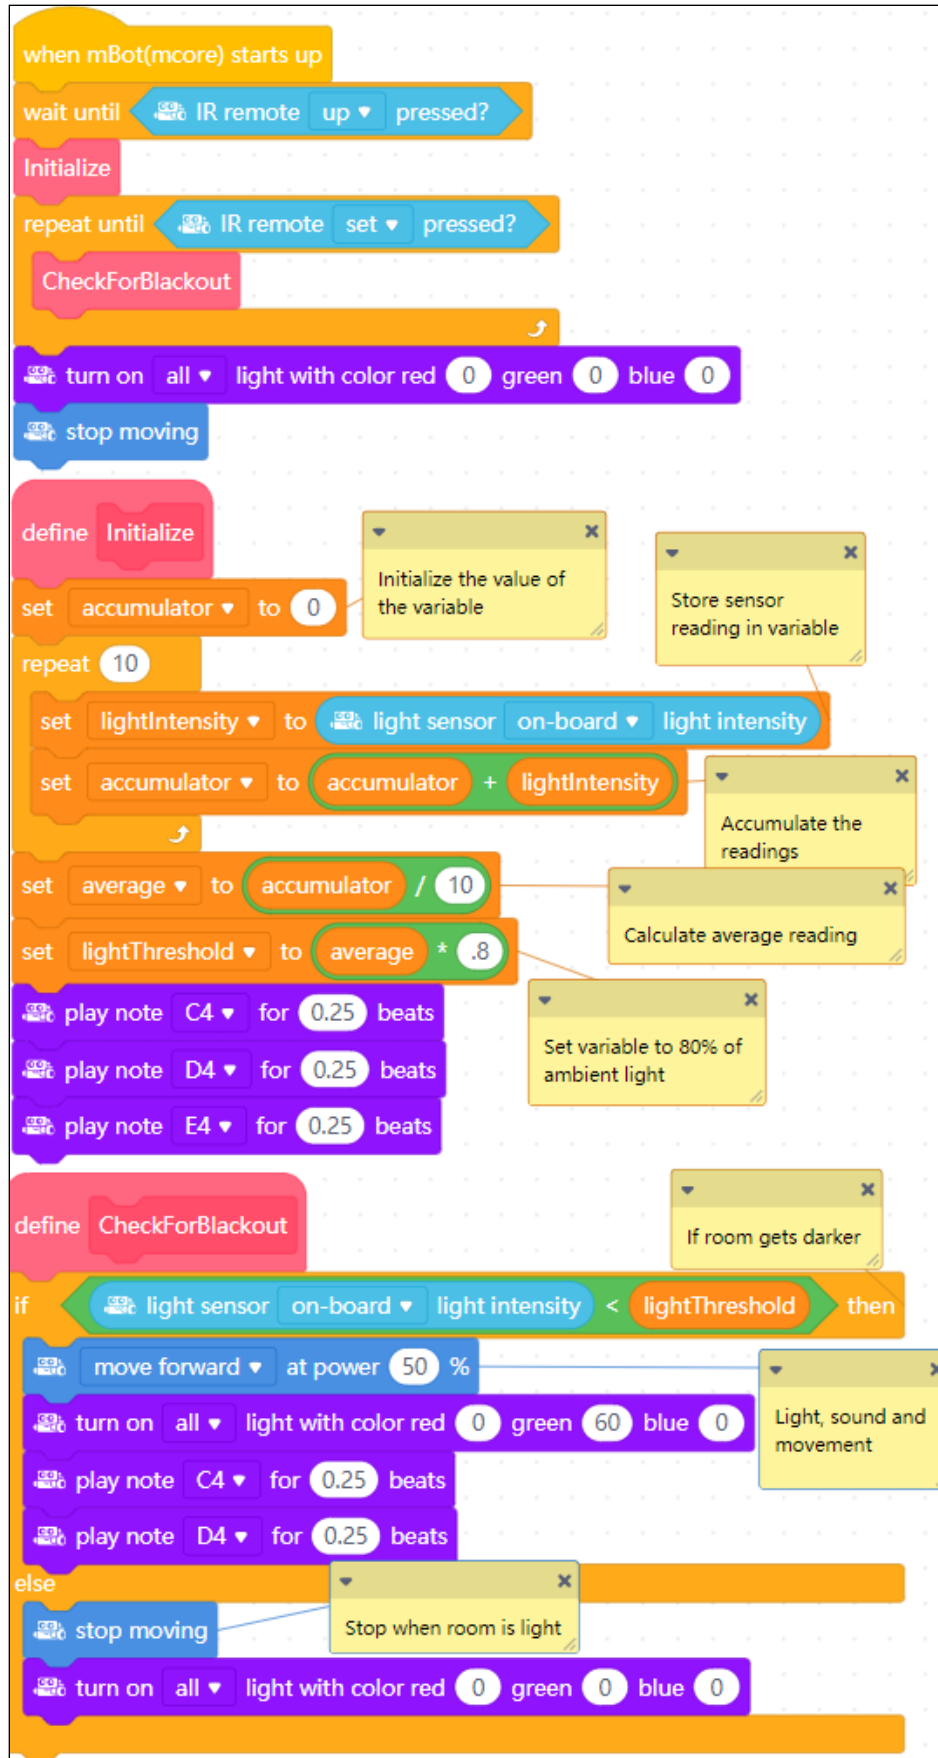 when mBot(mcore) starts up
wait until IR remote up pressed?
Initialize
repeat until IR remote set pressed?
CheckForBlackout
turn on all light with color red 0 green 0 blue 0
stop moving
define Initialize
Initialize the value of
the variable
Store sensor
reading in variable
set accumulator to 0
repeat 10
set lightIntensity to light sensor on-board light intensity
set accumulator to accumulator + lightIntensity
Accumulate the
readings
set average to accumulator / 10
Calculate average reading
set lightThreshold to average * .8
Set variable to 80% of
ambient light
play note C4 for 0.25 beats
play note D4 for 0.25 beats
play note E4 for 0.25 beats
define CheckForBlackout
If room gets darker
if light sensor on-board light intensity < lightThreshold then
move forward at power 50 %
Light, sound and
movement
turn on all light with color red 0 green 60 blue 0
play note C4 for 0.25 beats
play note D4 for 0.25 beats
else
Stop when room is light
stop moving
turn on all light with color red 0 green 0 blue 0